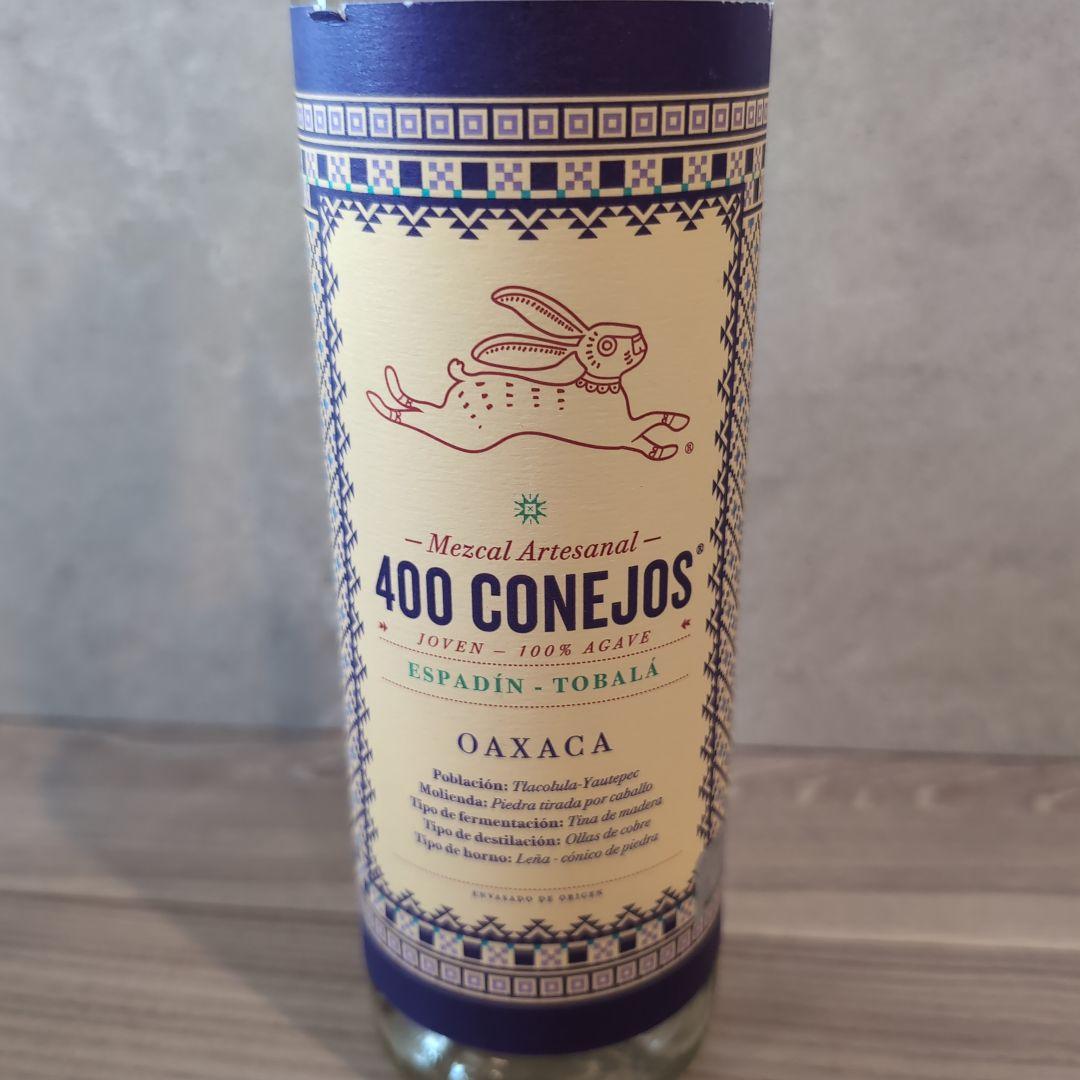 ®
— Mezcal Artesanal —
400 CONEJOS®
JOVEN – 100% AGAVE
ESPADÍN - TOBALÁ
OAXACA
Población: Tlacolula-Yautepec
Molienda: Piedra tirada por caballo
Tipo de fermentación: Tina de madera
Tipo de destilación: Ollas de cobre
Tipo de horno: Leña - cónico de piedra
ENVASADO DE ORIGEN